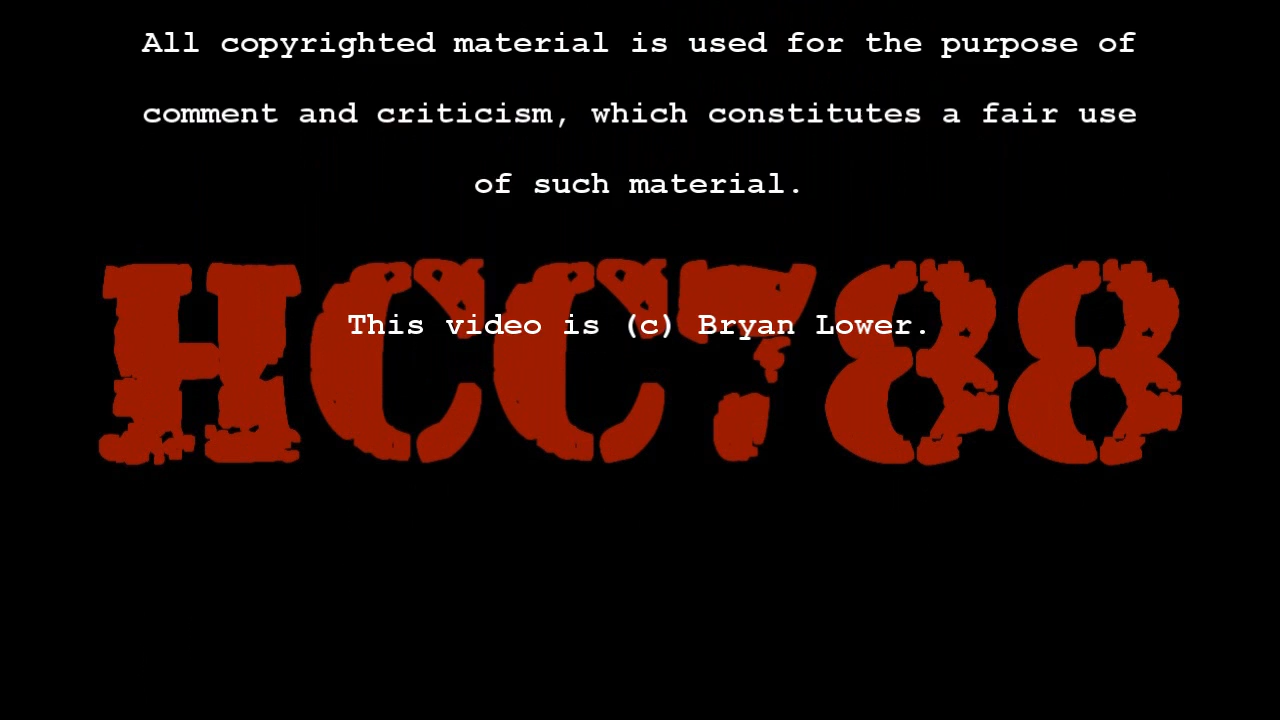 All copyrighted material is used for the purpose of
comment and criticism, which constitutes a fair use
of such material.
HCC788
This video is (c) Bryan Lower.